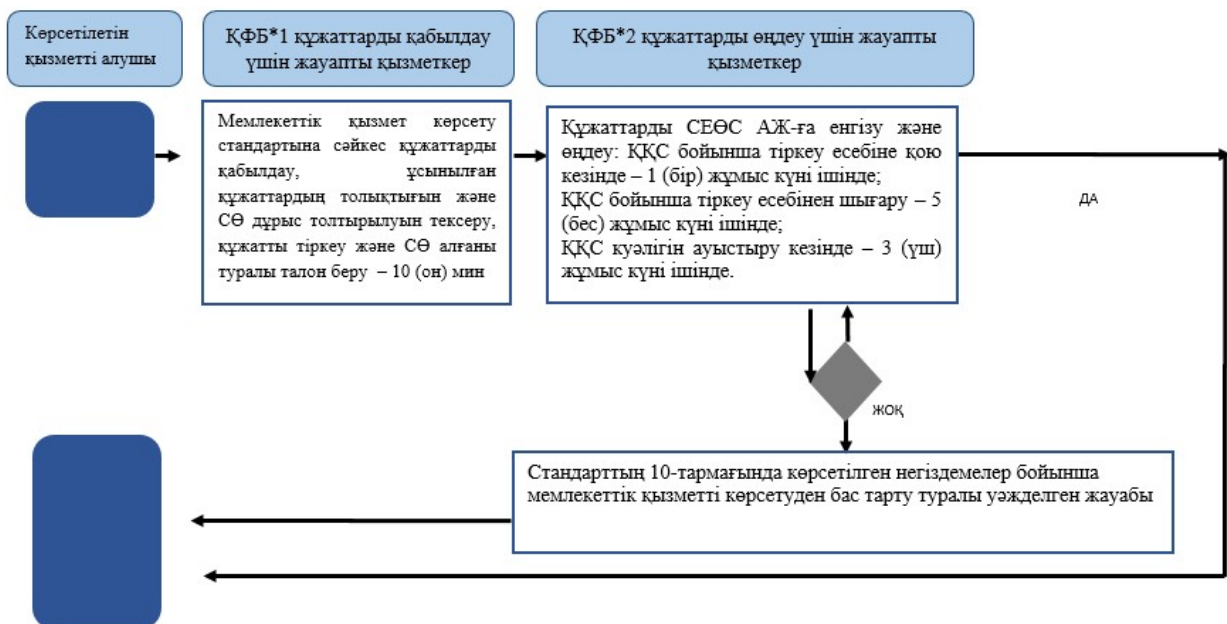 Көрсетілетін
қызметті алушы
ҚФБ*1 құжаттарды қабылдау
үшін жауапты қызметкер
ҚФБ*2 құжаттарды өңдеу үшін жауапты
қызметкер
Мемлекеттік қызмет көрсету
стандартына сәйкес құжаттарды
қабылдау, ұсынылған
құжаттардың толықтығын және
СӨ дұрыс толтырылуын тексеру,
құжатты тіркеу және СӨ алғаны
туралы талон беру – 10 (он) мин
Құжаттарды СЕӨС АЖ-ға енгізу және
өңдеу: ҚҚС бойынша тіркеу есебіне қою
кезінде – 1 (бір) жұмыс күні ішінде;
ҚҚС бойынша тіркеу есебінен шығару – 5
(бес) жұмыс күні ішінде;
ҚҚС куәлігін ауыстыру кезінде – 3 (үш)
жұмыс күні ішінде.
ДА
ЖОҚ
Стандарттың 10-тармағында көрсетілген негіздемелер бойынша
мемлекеттік қызметті көрсетуден бас тарту туралы уәжделген жауабы